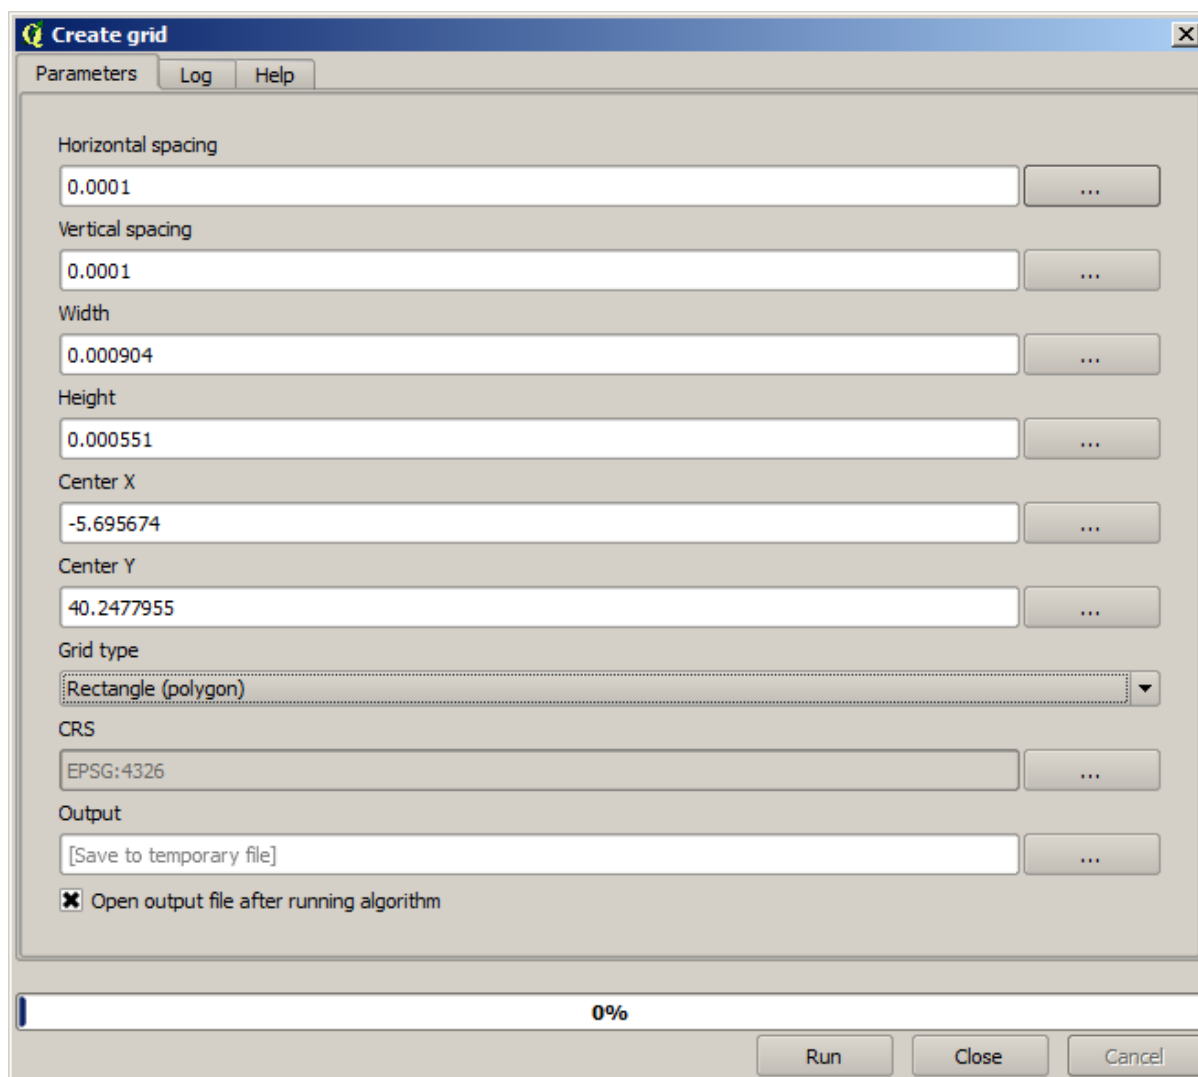 Create grid
Parameters Log Help
Horizontal spacing
0.0001 ...
Vertical spacing
0.0001 ...
Width
0.000904 ...
Height
0.000551 ...
Center X
-5.695674 ...
Center Y
40.2477955 ...
Grid type
Rectangle (polygon)
CRS
EPSG:4326 ...
Output
[Save to temporary file] ...
Open output file after running algorithm
0%
Run Close Cancel